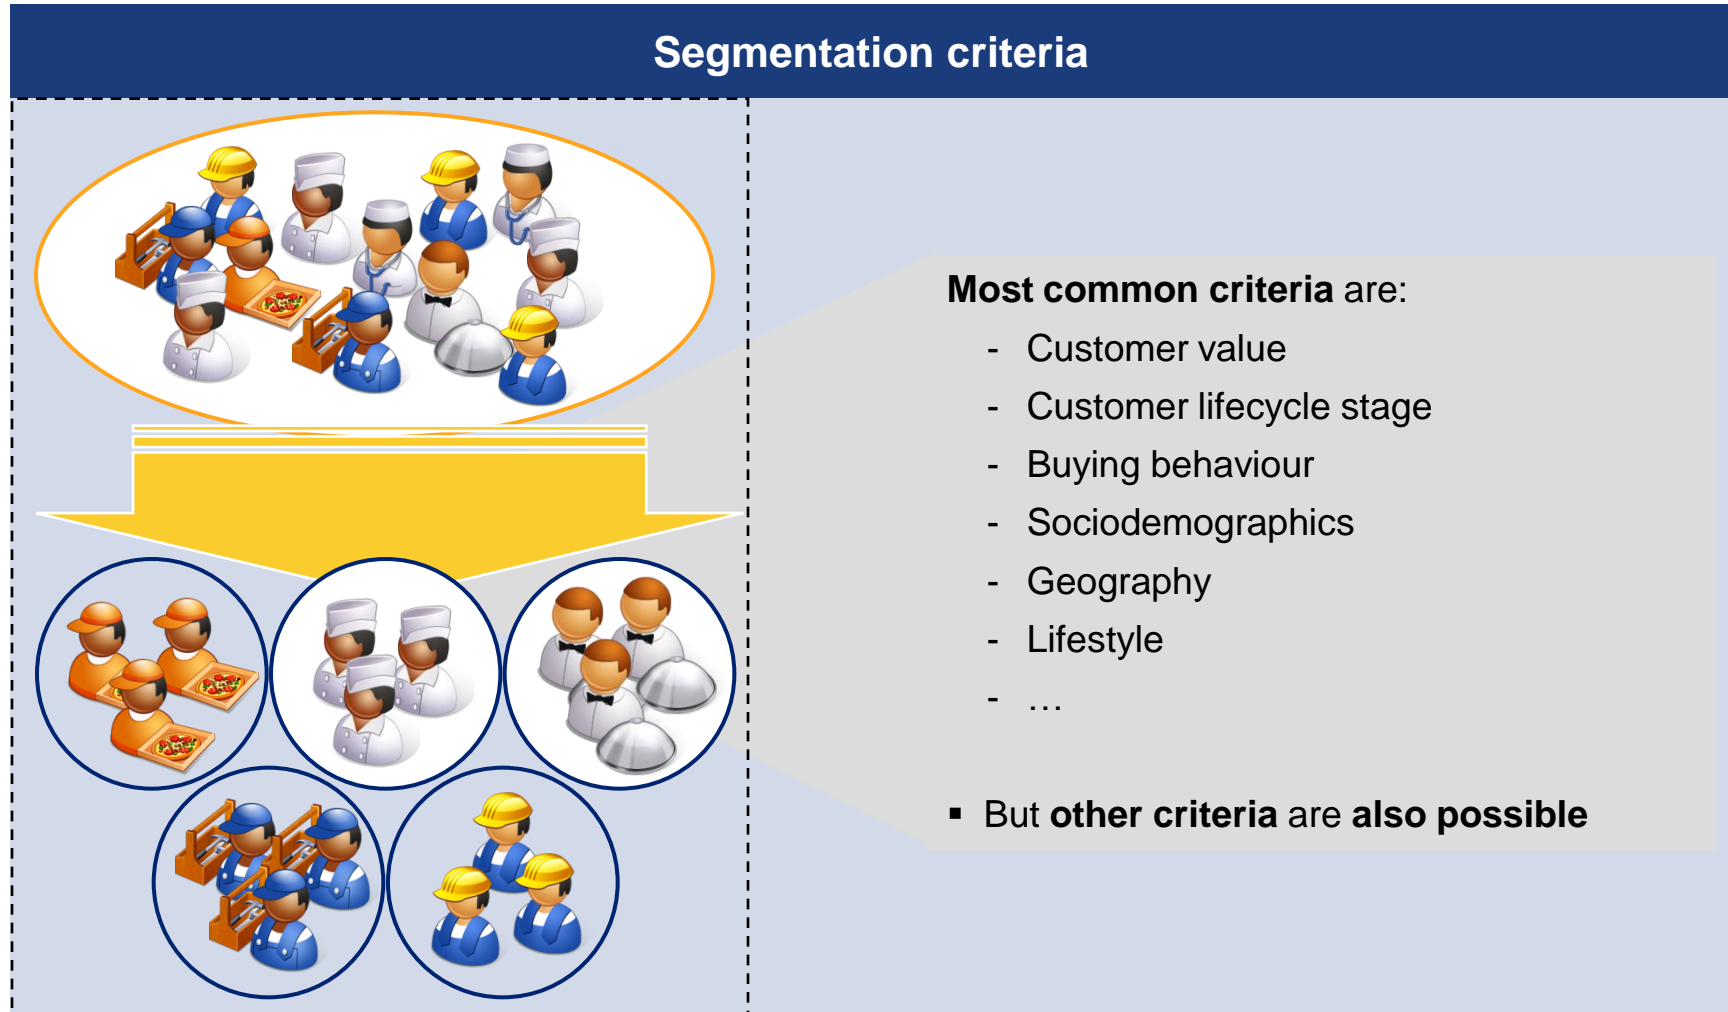 Segmentation criteria
Most common criteria are:
- Customer value
- Customer lifecycle stage
- Buying behaviour
- Sociodemographics
- Geography
- Lifestyle
- …
▪ But other criteria are also possible